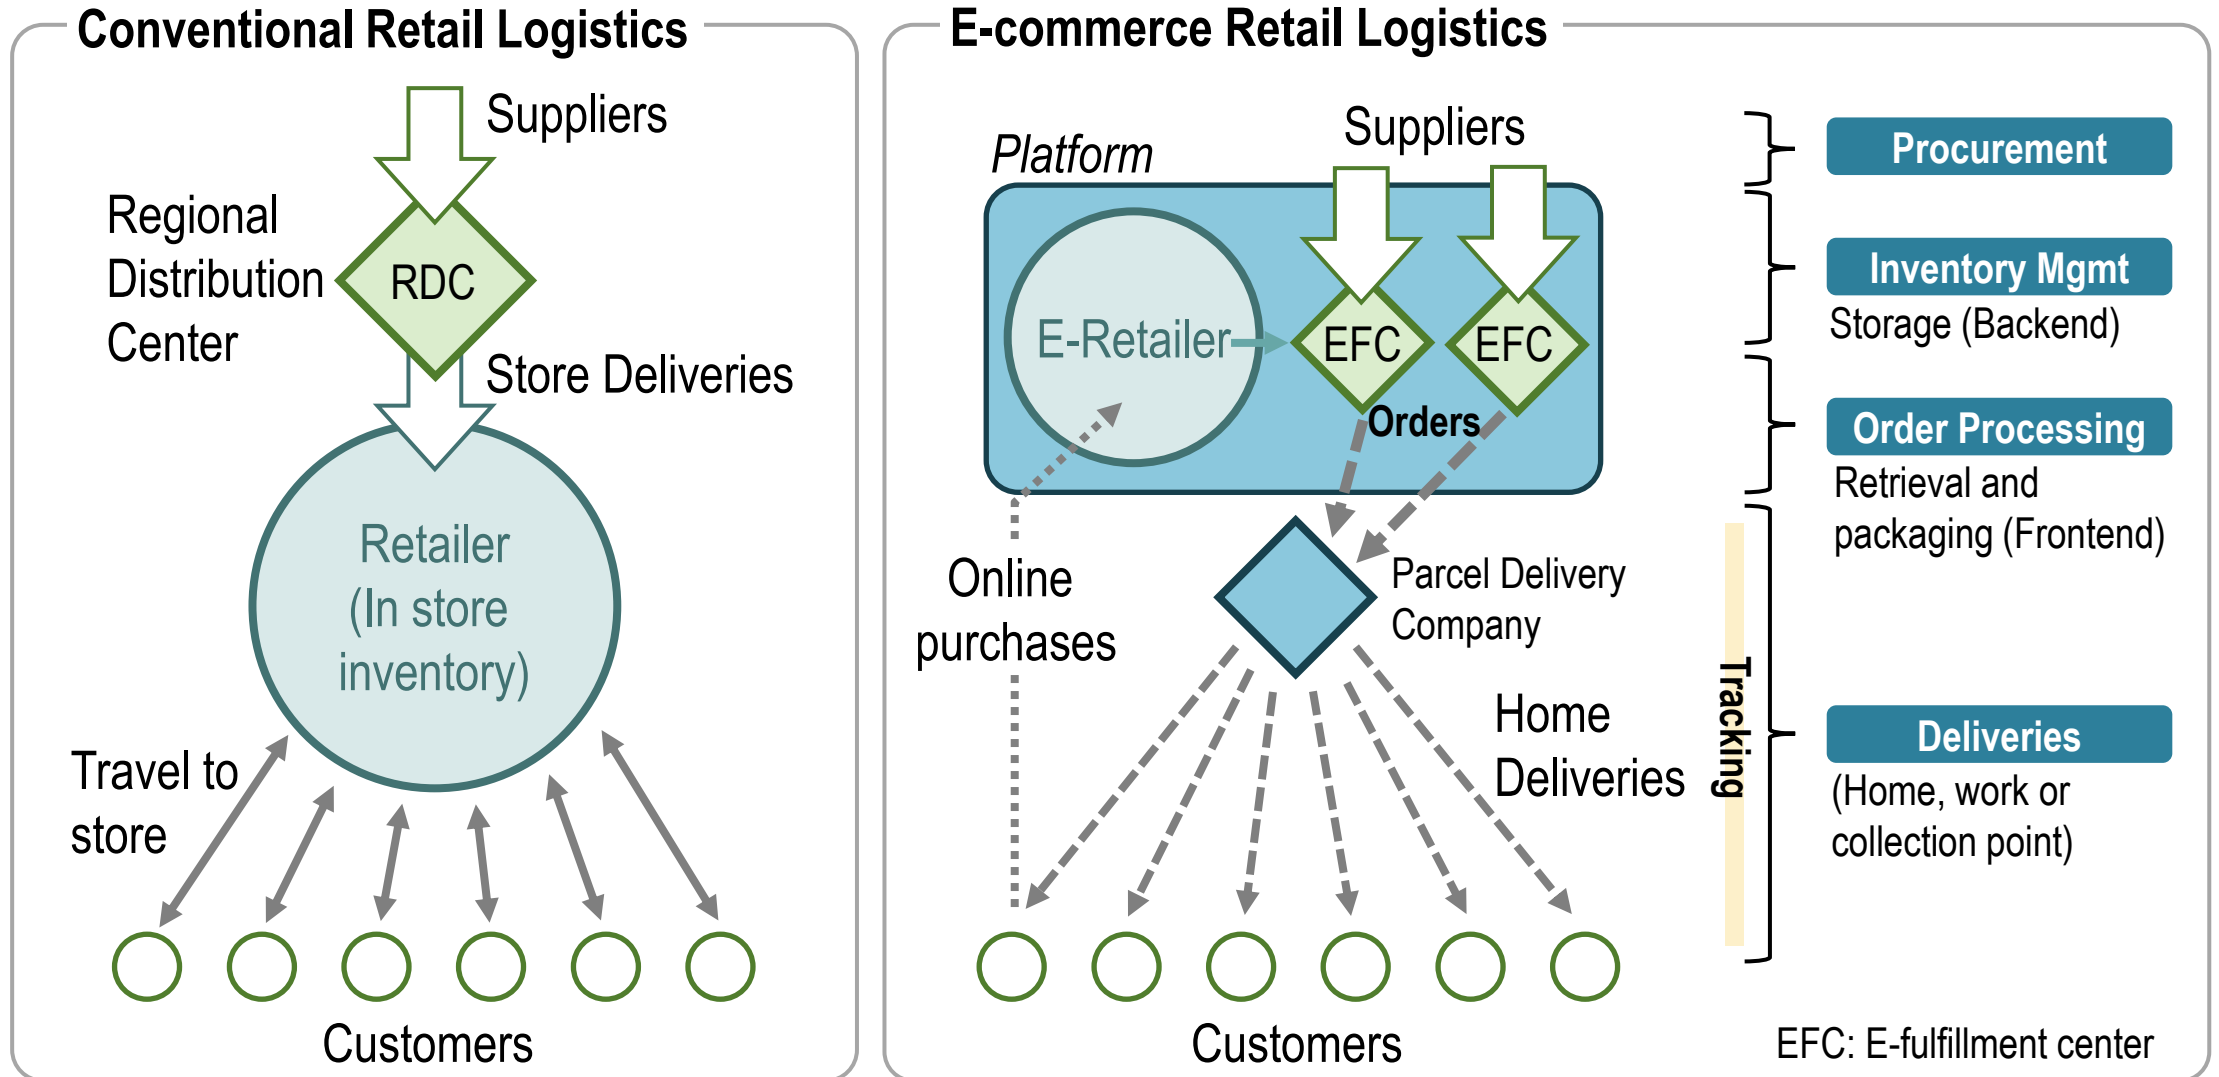 Conventional Retail Logistics
Suppliers
Regional
Distribution
Center
RDC
Store Deliveries
Retailer
(In store
inventory)
Travel to
store
Customers
E-commerce Retail Logistics
Platform
Suppliers
E-Retailer
EFC
EFC
Orders
Online
purchases
Parcel Delivery
Company
Home
Deliveries
Customers
Tracking
Procurement
Inventory Mgmt
Storage (Backend)
Order Processing
Retrieval and
packaging (Frontend)
Deliveries
(Home, work or
collection point)
EFC: E-fulfillment center